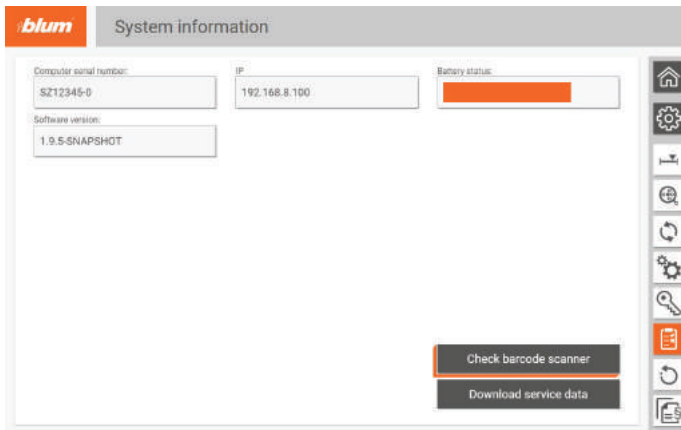 blum
System information
Computer serial number:
IP
Battery status:
SZ12345-0
192.168.8.100
Software version:
1.9.5-SNAPSHOT
Check barcode scanner
Download service data
§